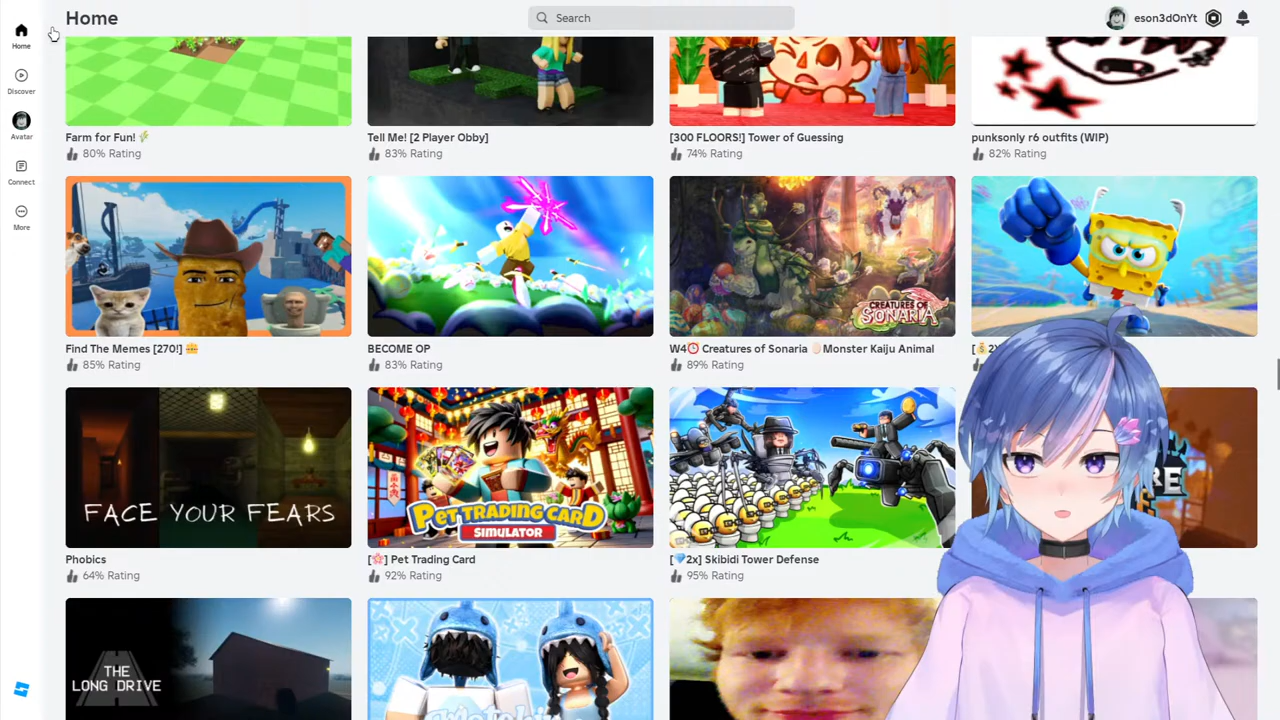 Home
Search
eson3dOnYt
Home
Discover
Avatar
Connect
More
Farm for Fun!
80% Rating
Tell Me! [2 Player Obby]
83% Rating
[300 FLOORS!] Tower of Guessing
74% Rating
punksonly r6 outfits (WIP)
82% Rating
CREATURES OF
SONARIA
Find The Memes [270!]
85% Rating
BECOME OP
83% Rating
W4 Creatures of Sonaria Monster Kaiju Animal
89% Rating
FACE YOUR FEARS
PET TRADING CARD
SIMULATOR
Phobics
64% Rating
[ ] Pet Trading Card
92% Rating
[ 2x] Skibidi Tower Defense
95% Rating
THE
LONG DRIVE